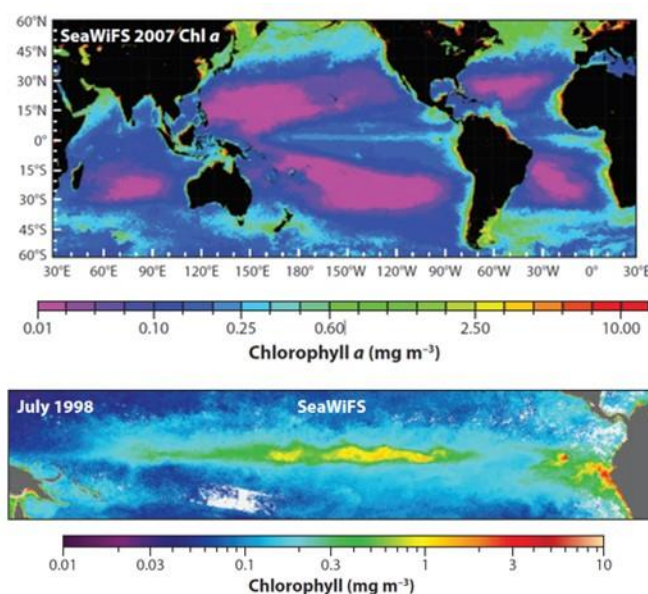 60°N
SeaWiFS 2007 Chl a
45°N
30°N
15°N
0°
15°S
30°S
45°S
60°S
30°E 60°E 90°E 120°E 150°E 180° 150°W 120°W 90°W 60°W 30°W 0° 30°E
0.01 0.10 0.25 0.60 2.50 10.00
Chlorophyll a (mg m⁻³)
July 1998 SeaWiFS
0.01 0.03 0.1 0.3 1 3 10
Chlorophyll (mg m⁻³)